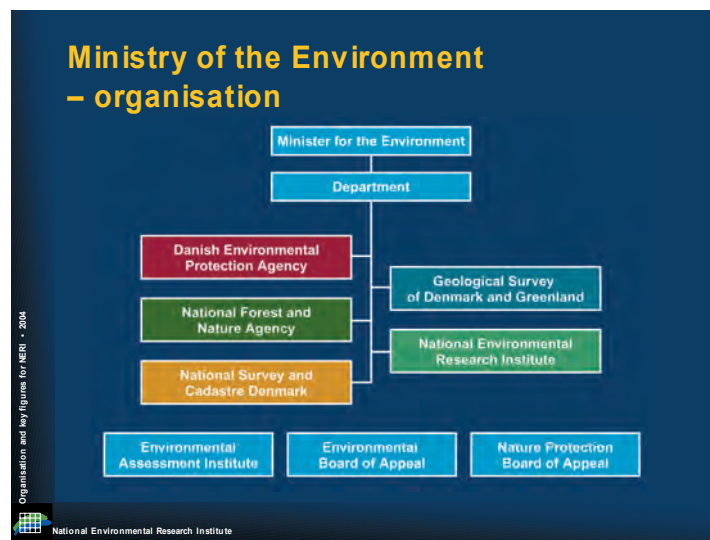 Ministry of the Environment
– organisation
Minister for the Environment
Department
Danish Environmental
Protection Agency
Geological Survey
of Denmark and Greenland
National Forest and
Nature Agency
National Environmental
Research Institute
National Survey and
Cadastre Denmark
Environmental
Assessment Institute
Environmental
Board of Appeal
Nature Protection
Board of Appeal
Organisation and key figures for NERI • 2004
National Environmental Research Institute